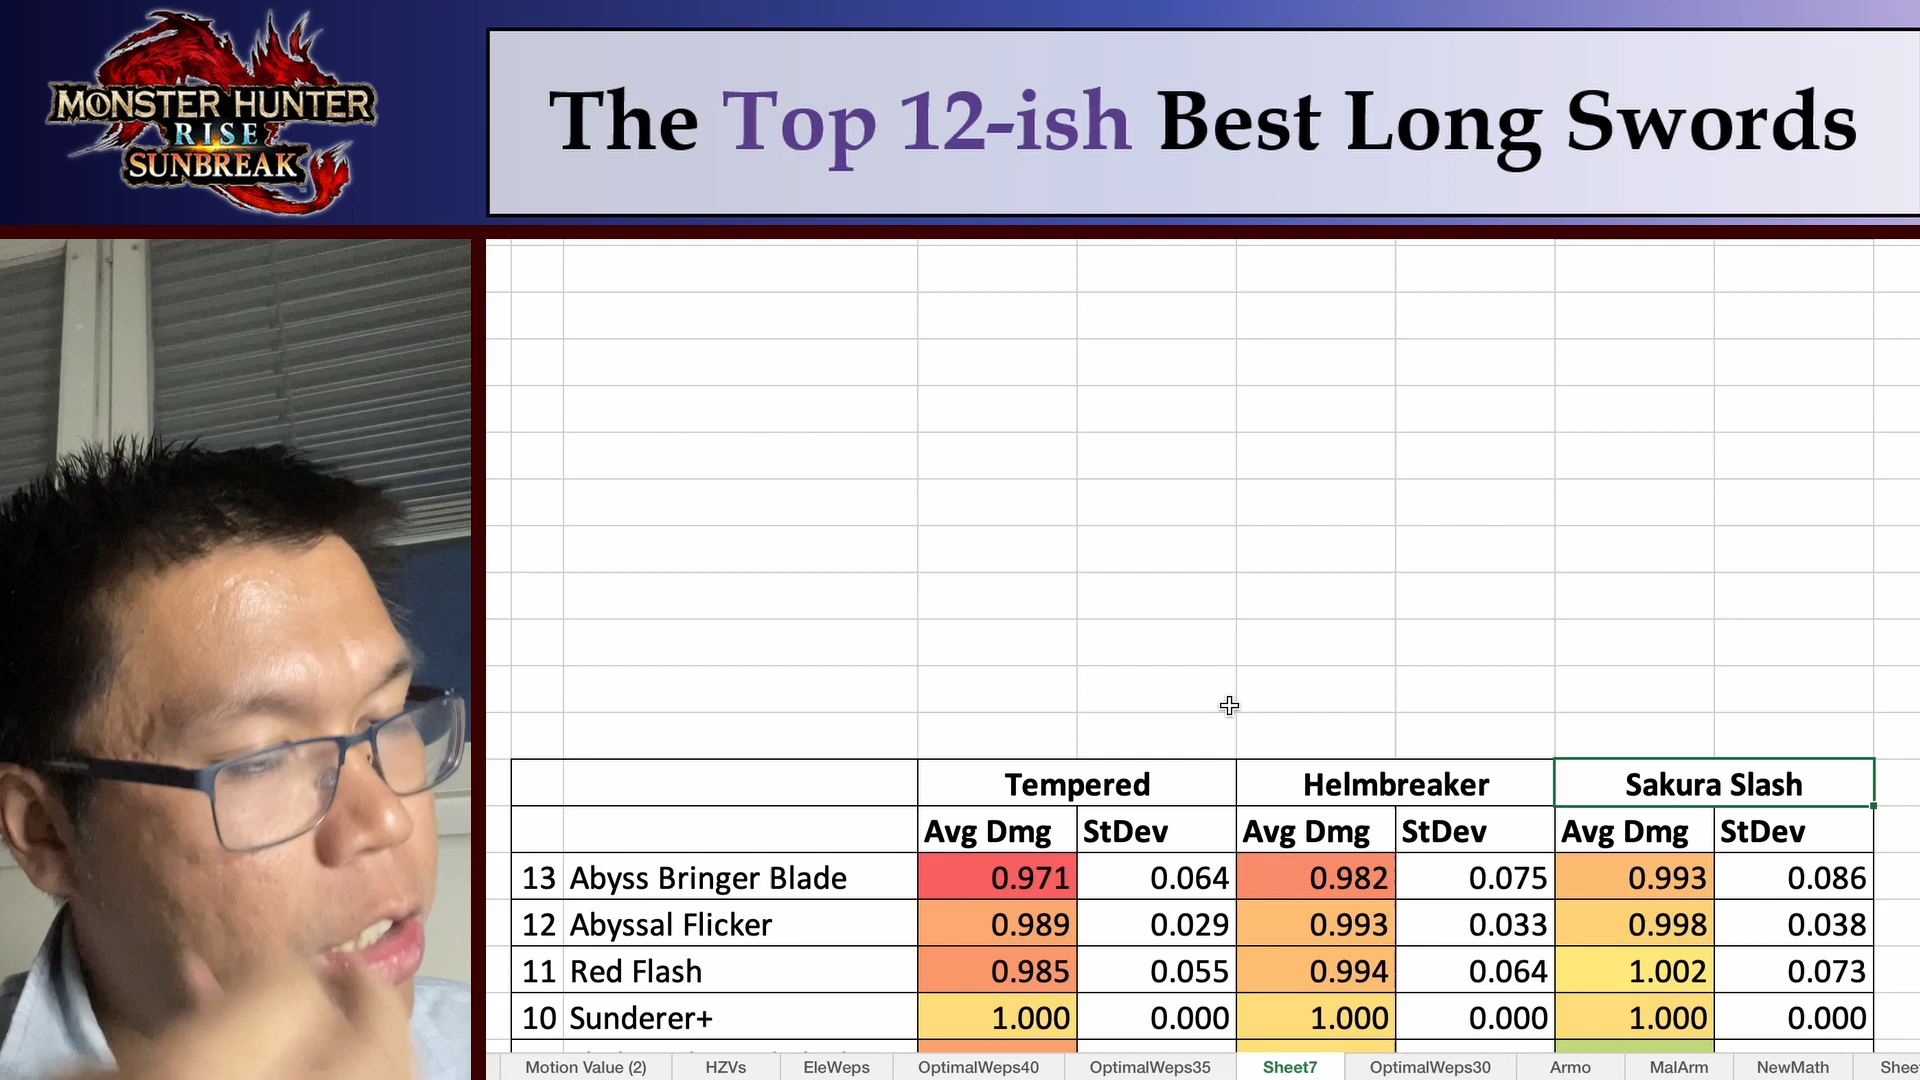 MONSTER HUNTER
RISE
SUNBREAK
The Top 12-ish Best Long Swords
Tempered Helmbreaker Sakura Slash
Avg Dmg StDev Avg Dmg StDev Avg Dmg StDev
13 Abyss Bringer Blade 0.971 0.064 0.982 0.075 0.993 0.086
12 Abyssal Flicker 0.989 0.029 0.993 0.033 0.998 0.038
11 Red Flash 0.985 0.055 0.994 0.064 1.002 0.073
10 Sunderer+ 1.000 0.000 1.000 0.000 1.000 0.000
Motion Value (2) HZVs EleWeps OptimalWeps40 OptimalWeps35 Sheet7 OptimalWeps30 Armo MalArm NewMath Shee